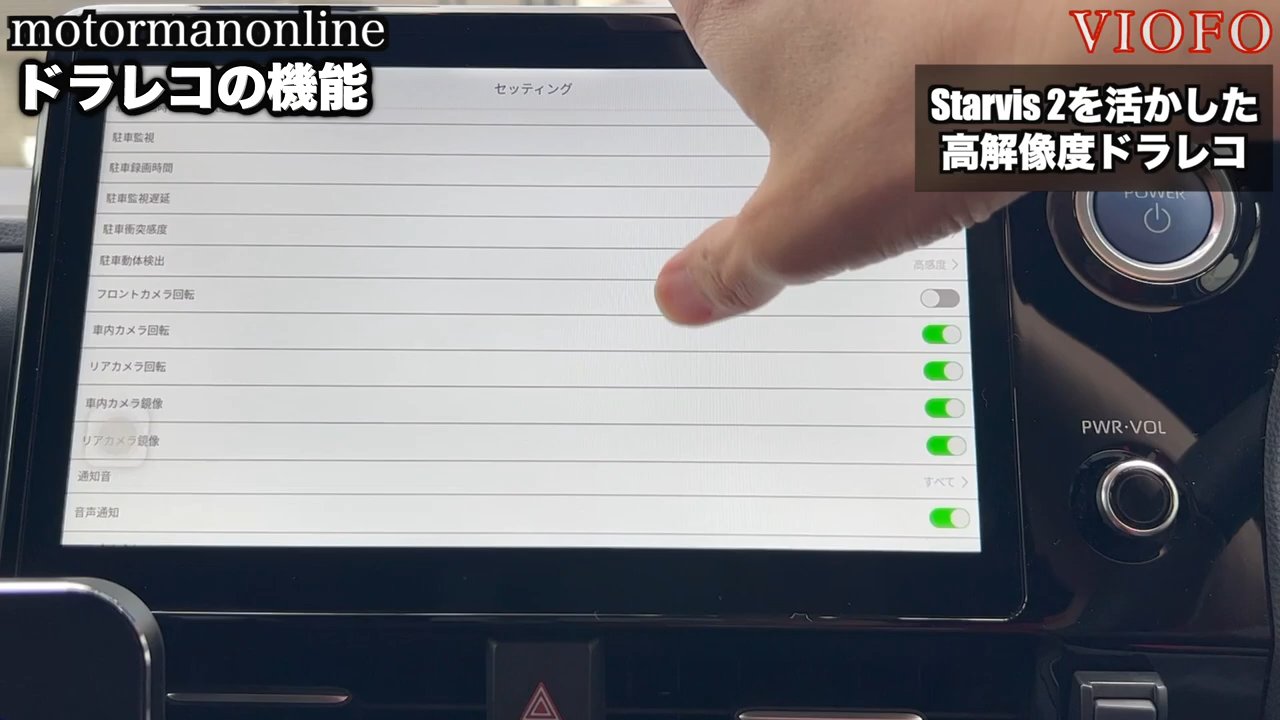 motormanonline
ドラレコの機能
VIOFO
Starvis 2を活かした
高解像度ドラレコ
セッティング
駐車監視
駐車録画時間
駐車監視遅延
駐車衝突感度
駐車動体検出
高感度 >
フロントカメラ回転
車内カメラ回転
リアカメラ回転
車内カメラ鏡像
リアカメラ鏡像
通知音
すべて >
音声通知
POWER
PWR·VOL